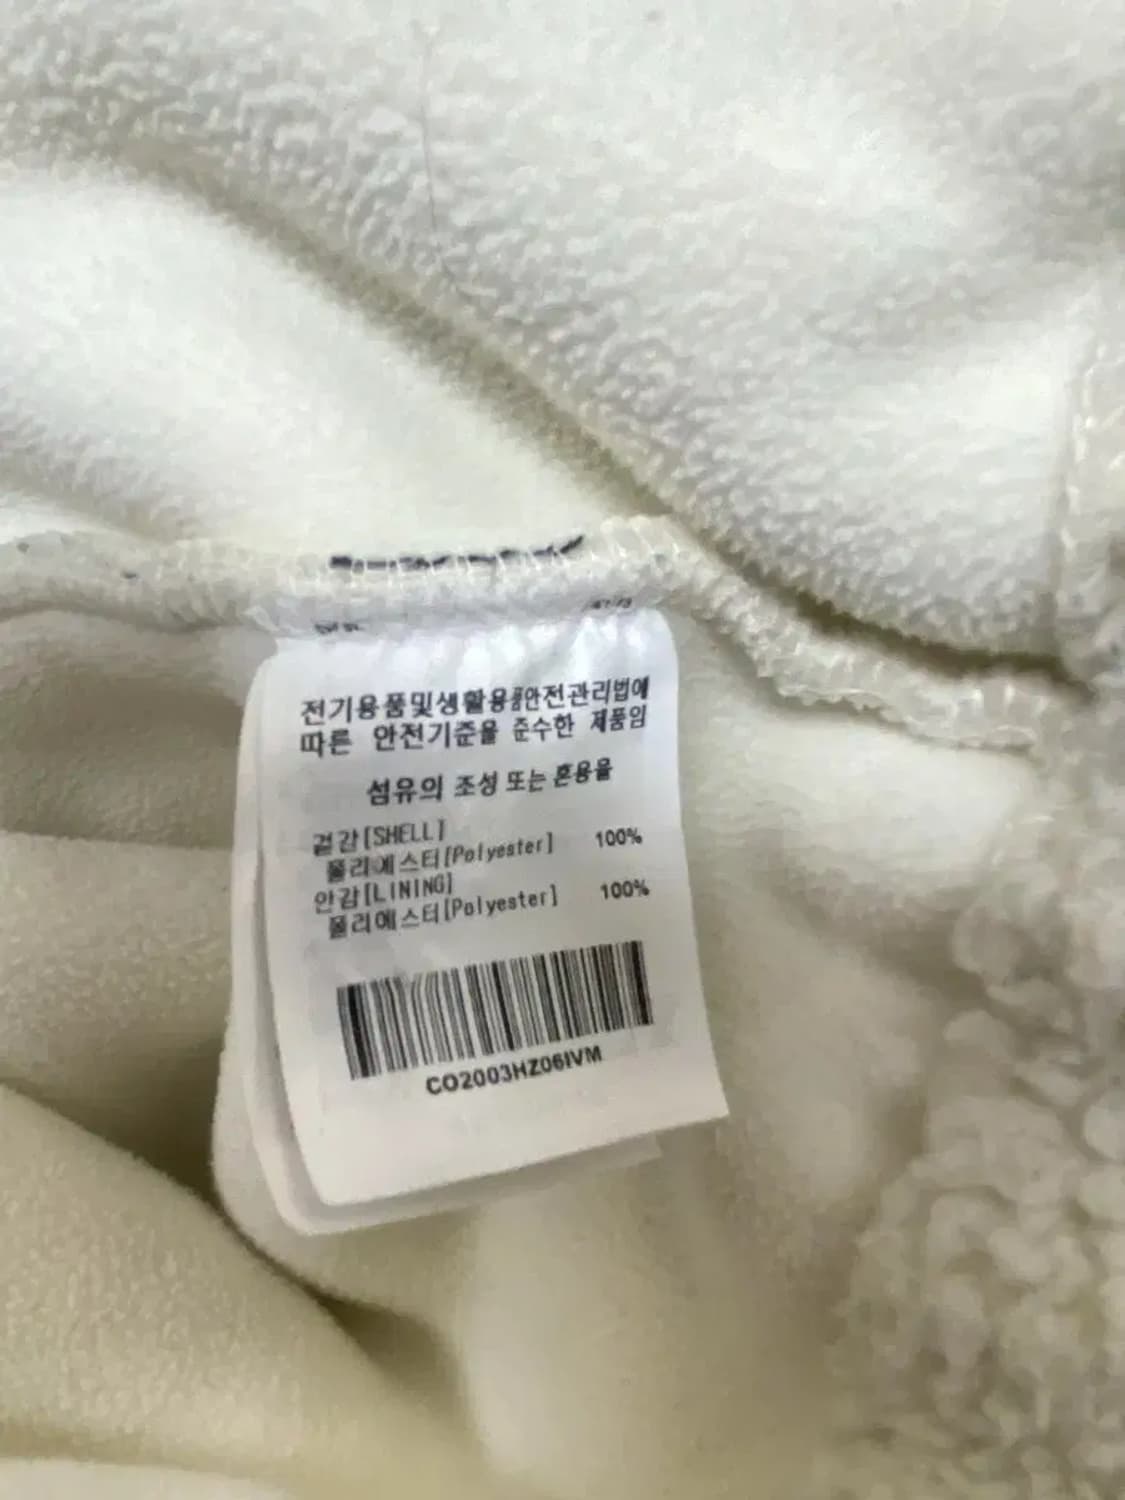 전기용품및생활용품안전관리법에
따른 안전기준을 준수한 제품임
섬유의 조성 또는 혼용율
겉감[SHELL]
폴리에스터[Polyester] 100%
안감[LINING]
폴리에스터[Polyester] 100%
CO2003HZ06IVM